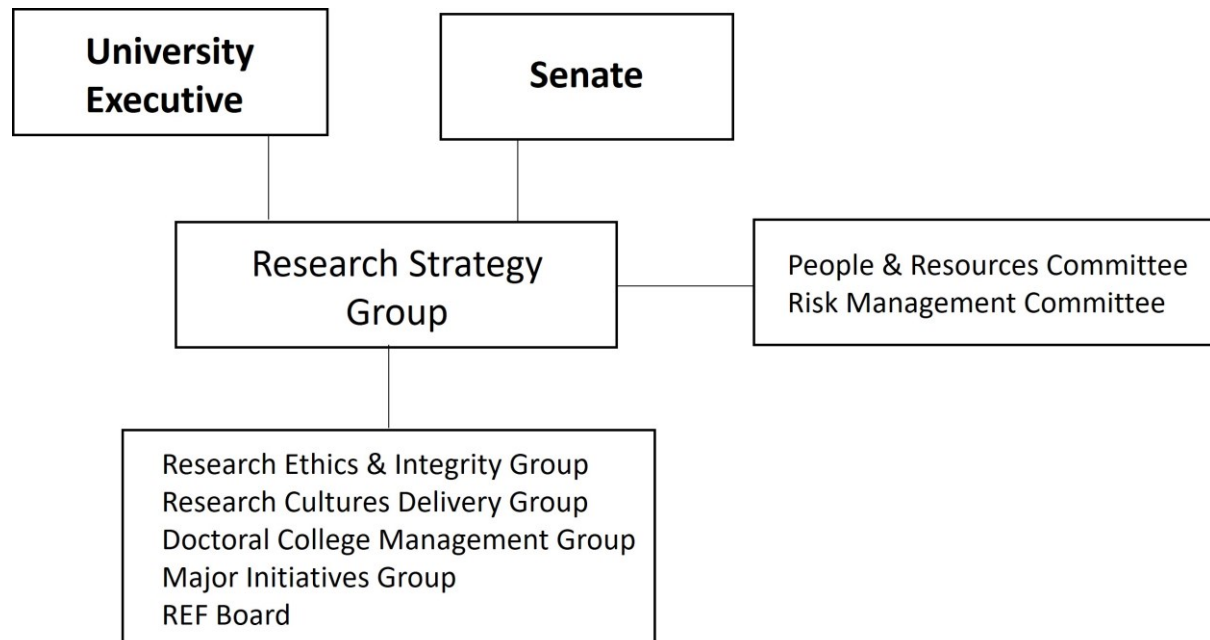 University
Executive
Senate
Research Strategy
Group
People & Resources Committee
Risk Management Committee
Research Ethics & Integrity Group
Research Cultures Delivery Group
Doctoral College Management Group
Major Initiatives Group
REF Board